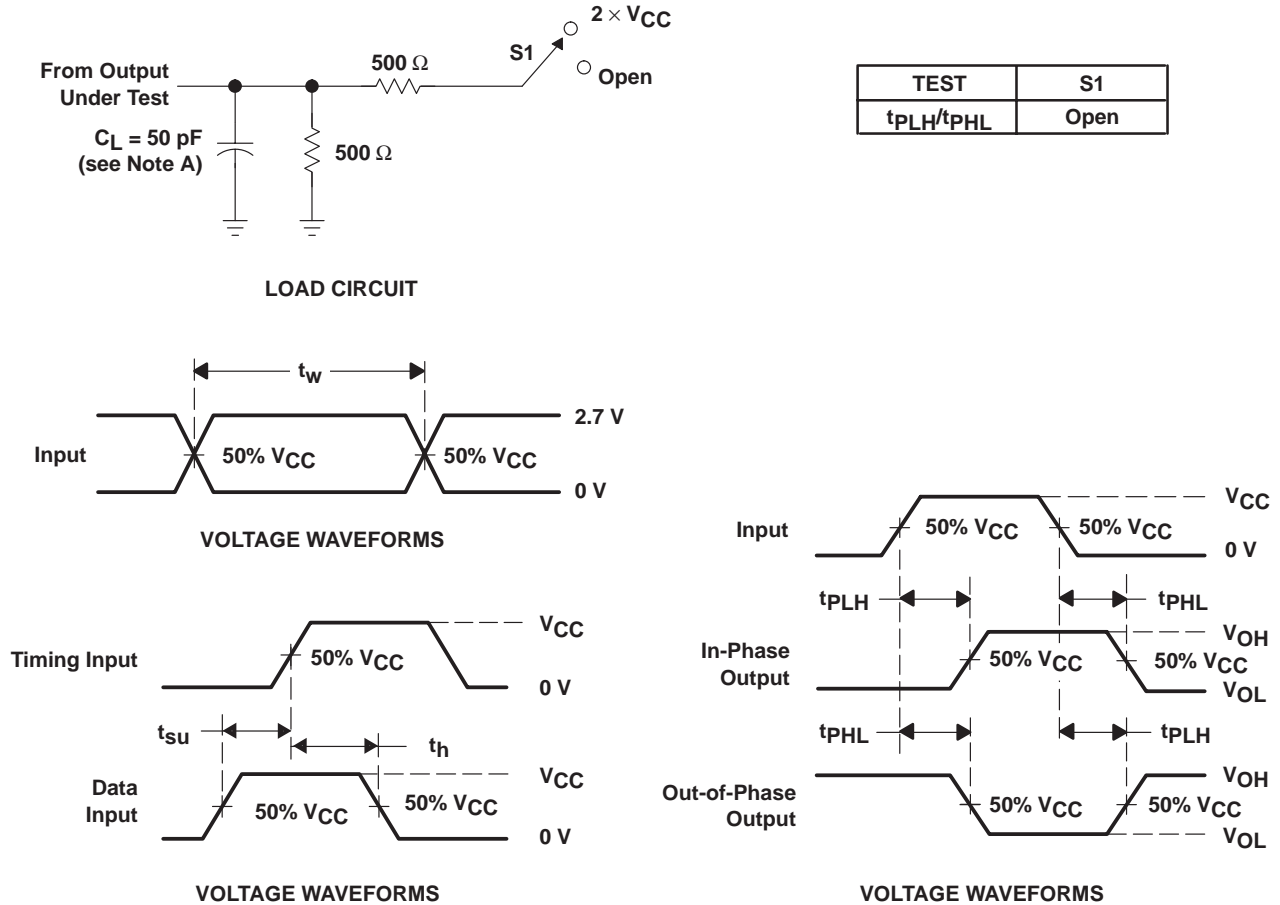 2 × VCC
S1
Open
500 Ω
From Output
Under Test
CL = 50 pF
(see Note A)
500 Ω
LOAD CIRCUIT
TEST S1
tPLH/tPHL Open
tw
2.7 V
Input
50% VCC 50% VCC
0 V
VOLTAGE WAVEFORMS
VCC
Timing Input
50% VCC
0 V
tsu
th
VCC
Data
Input
50% VCC 50% VCC
0 V
VOLTAGE WAVEFORMS
VCC
Input
50% VCC 50% VCC
0 V
tPLH tPHL
VOH
In-Phase
Output
50% VCC 50% VCC
VOL
tPHL tPLH
VOH
Out-of-Phase
Output
50% VCC 50% VCC
VOL
VOLTAGE WAVEFORMS